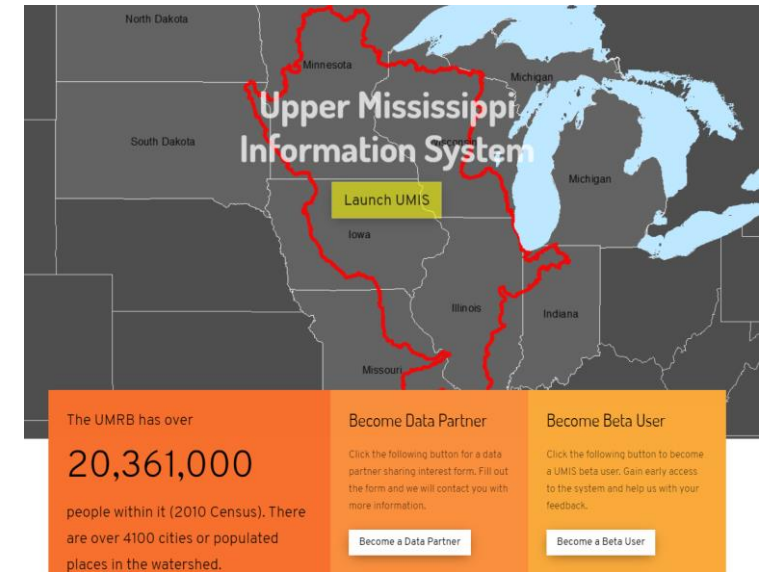 North Dakota
Minnesota
Michigan
Upper Mississippi
South Dakota
Wisconsin
Information System
Michigan
Launch UMIS
Iowa
Illinois
Indiana
Missouri
The UMRB has over
20,361,000
people within it (2010 Census). There
are over 4100 cities or populated
places in the watershed.
Become Data Partner
Click the following button for a data
partner sharing interest form. Fill out
the form and we will contact you with
more information.
Become a Data Partner
Become Beta User
Click the following button to become
a UMIS beta user. Gain early access
to the system and help us with your
feedback.
Become a Beta User